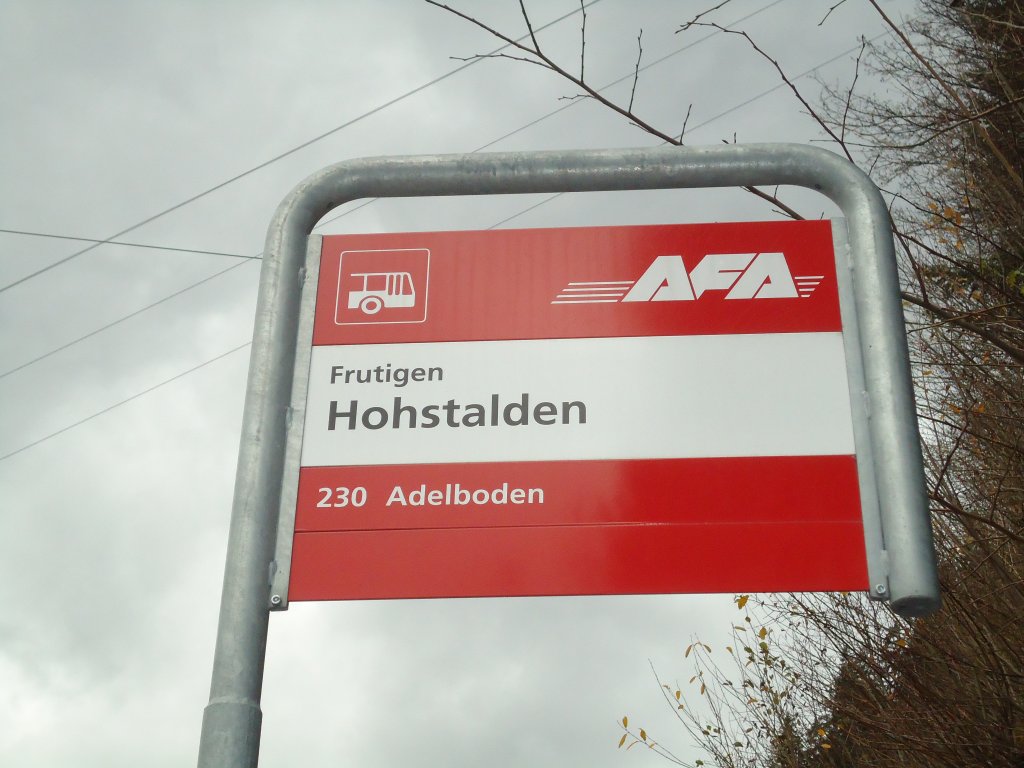 AFA
Frutigen
Hohstalden
230 Adelboden